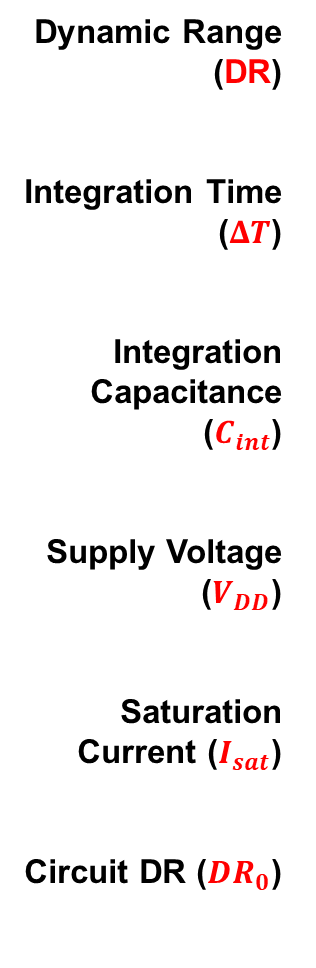 Dynamic Range
(DR)
Integration Time
(ΔT)
Integration
Capacitance
(C_int)
Supply Voltage
(V_DD)
Saturation
Current (I_sat)
Circuit DR (DR_0)